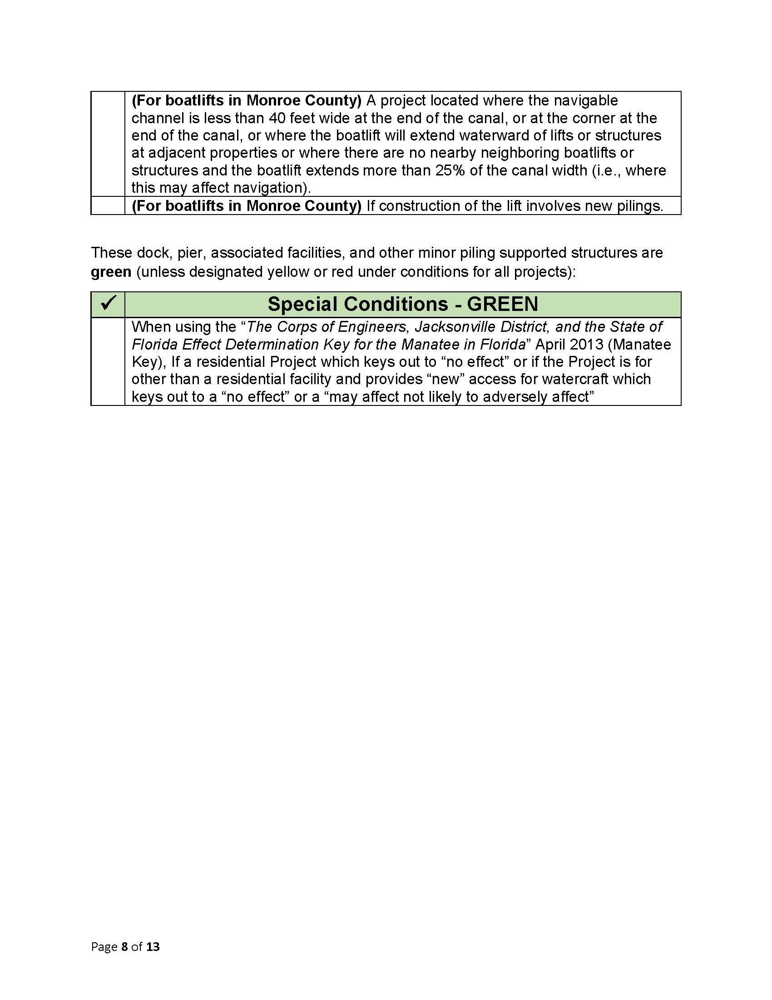 (For boatlifts in Monroe County) A project located where the navigable
channel is less than 40 feet wide at the end of the canal, or at the corner at the
end of the canal, or where the boatlift will extend waterward of lifts or structures
at adjacent properties or where there are no nearby neighboring boatlifts or
structures and the boatlift extends more than 25% of the canal width (i.e., where
this may affect navigation).
(For boatlifts in Monroe County) If construction of the lift involves new pilings.
These dock, pier, associated facilities, and other minor piling supported structures are
green (unless designated yellow or red under conditions for all projects):
✓ Special Conditions - GREEN
When using the “The Corps of Engineers, Jacksonville District, and the State of
Florida Effect Determination Key for the Manatee in Florida” April 2013 (Manatee
Key), If a residential Project which keys out to “no effect” or if the Project is for
other than a residential facility and provides “new” access for watercraft which
keys out to a “no effect” or a “may affect not likely to adversely affect”
Page 8 of 13